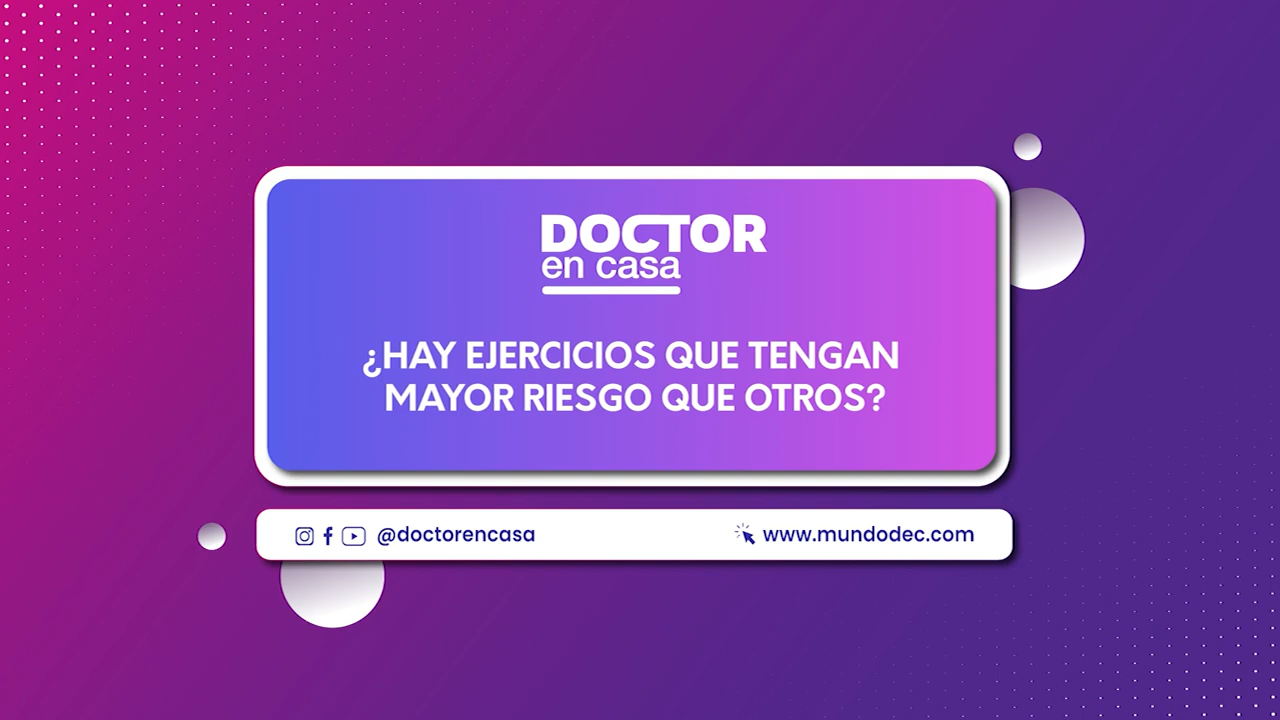 DOCTOR
en casa
¿HAY EJERCICIOS QUE TENGAN
MAYOR RIESGO QUE OTROS?
@doctorencasa
www.mundodec.com